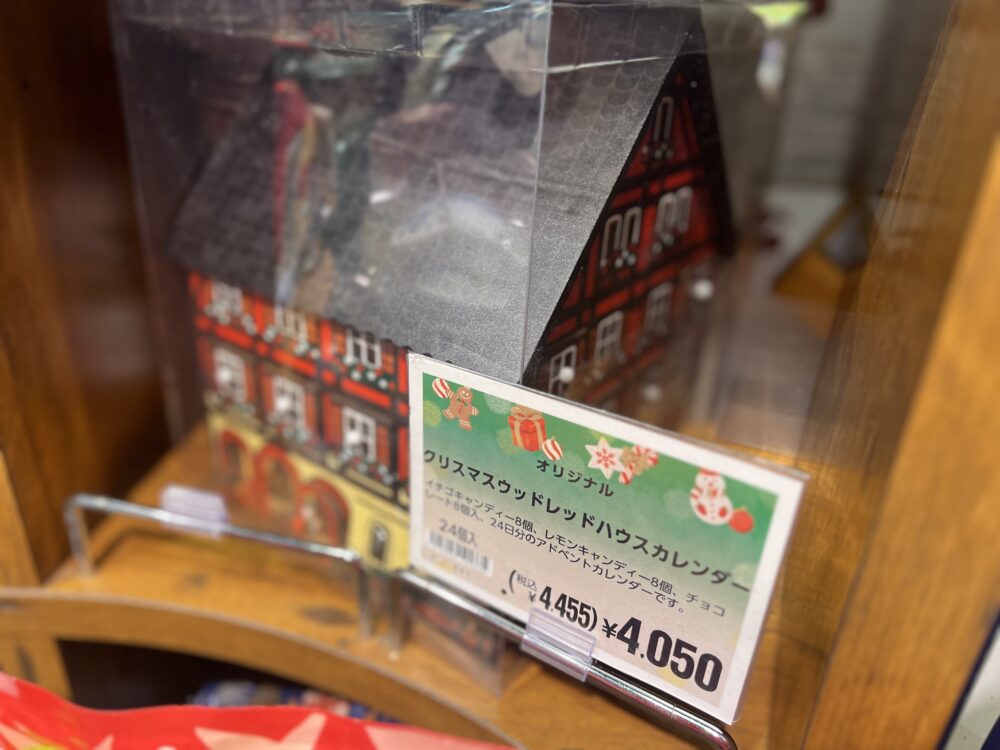 オリジナル
クリスマスウッドレッドハウスカレンダー
イチゴキャンディー8個、レモンキャンディー8個、チョコ
レート8個入、24日分のアドベントカレンダーです。
24個入
(税込¥4,455) ¥4,050